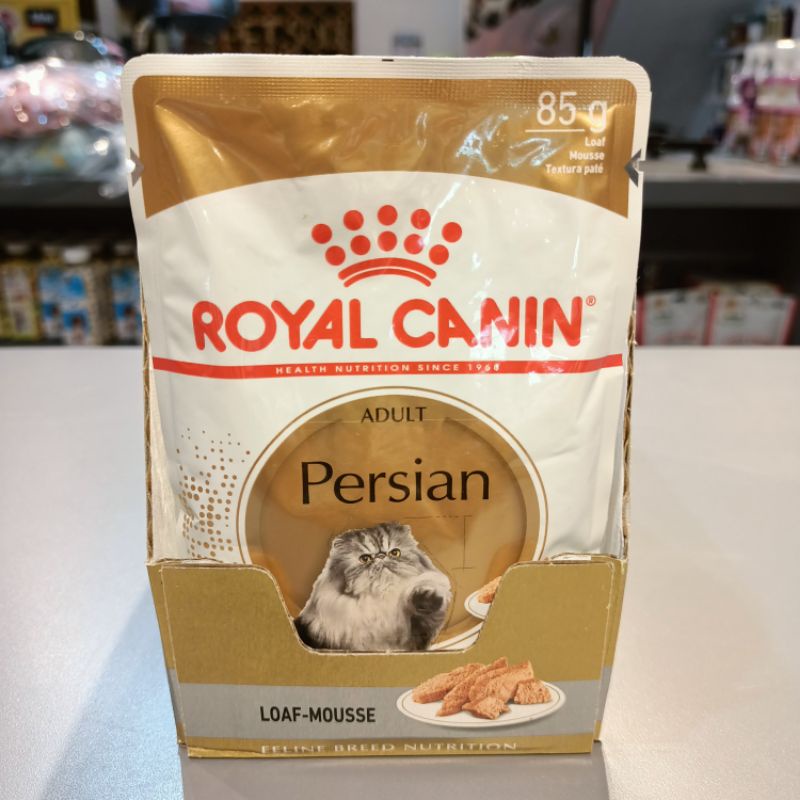 85 g
Loaf
Mousse
Textura paté
ROYAL CANIN®
HEALTH NUTRITION SINCE 1968
ADULT
Persian
LOAF-MOUSSE
FELINE BREED NUTRITION